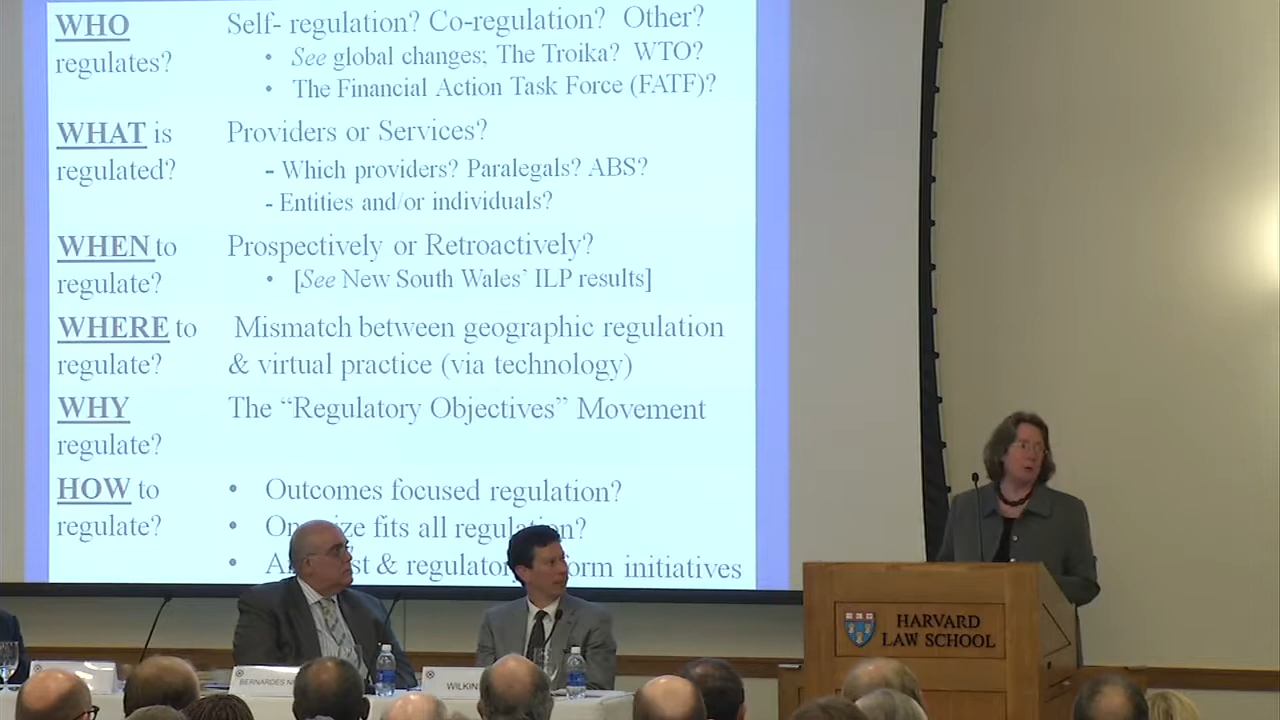 WHO Self- regulation? Co-regulation? Other?
regulates? • See global changes; The Troika? WTO?
• The Financial Action Task Force (FATF)?
WHAT is Providers or Services?
regulated? - Which providers? Paralegals? ABS?
- Entities and/or individuals?
WHEN to Prospectively or Retroactively?
regulate? • [See New South Wales' ILP results]
WHERE to Mismatch between geographic regulation
regulate? & virtual practice (via technology)
WHY The “Regulatory Objectives” Movement
regulate?
HOW to • Outcomes focused regulation?
regulate? • fits all regulation?
• & regulatory initiatives
HARVARD
LAW SCHOOL
BERNARDES